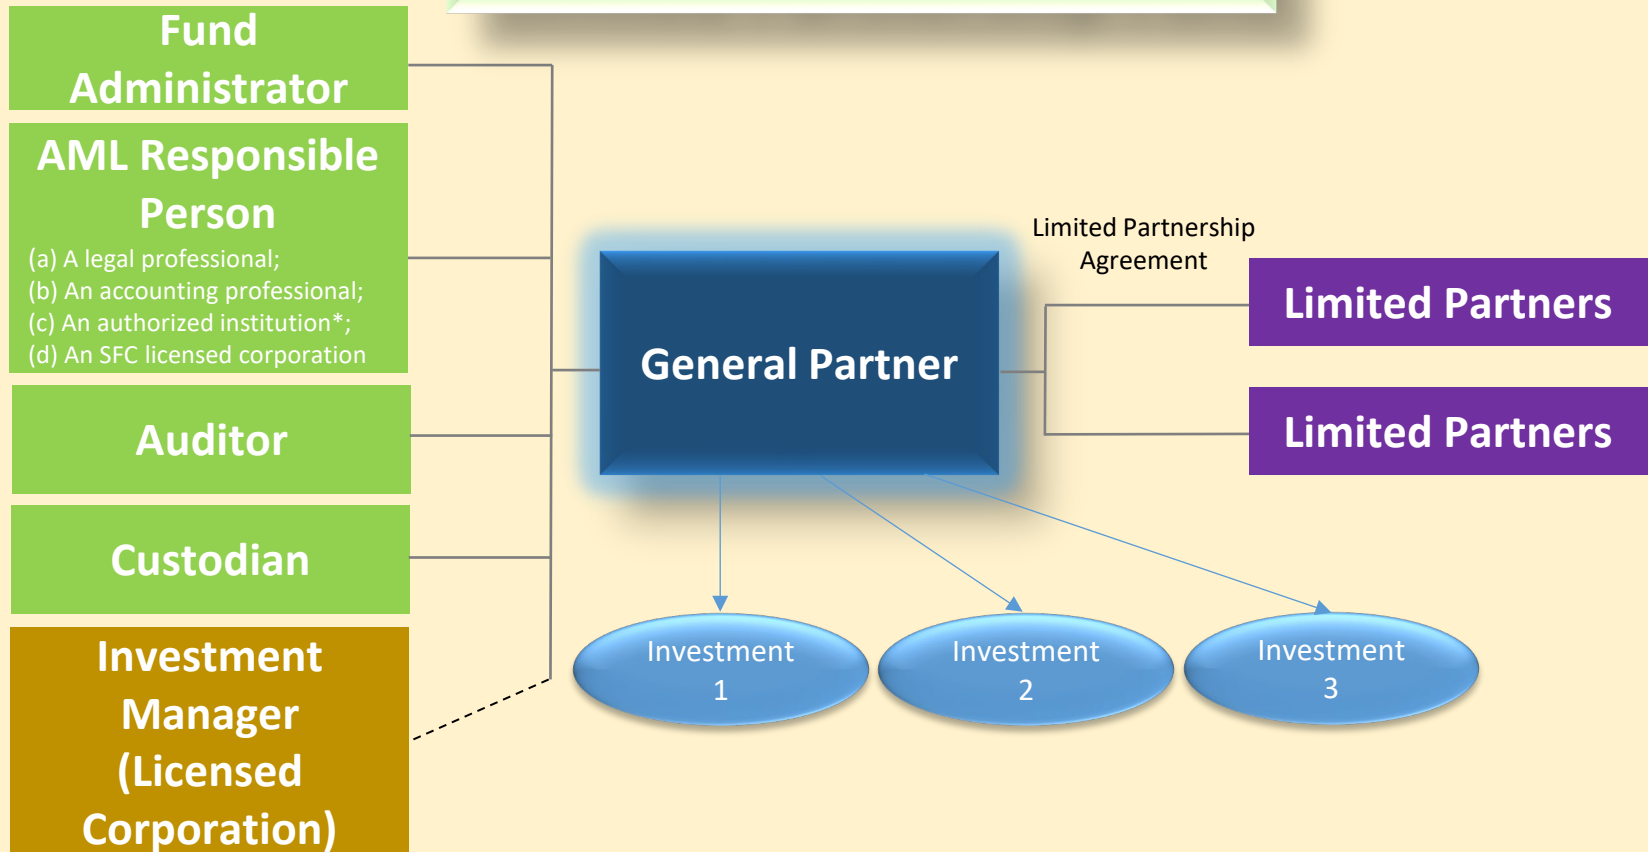 Fund
Administrator
AML Responsible
Person
(a) A legal professional;
(b) An accounting professional;
(c) An authorized institution*;
(d) An SFC licensed corporation
Auditor
Custodian
Investment
Manager
(Licensed
Corporation)
General Partner
Limited Partnership
Agreement
Limited Partners
Limited Partners
Investment
1
Investment
2
Investment
3